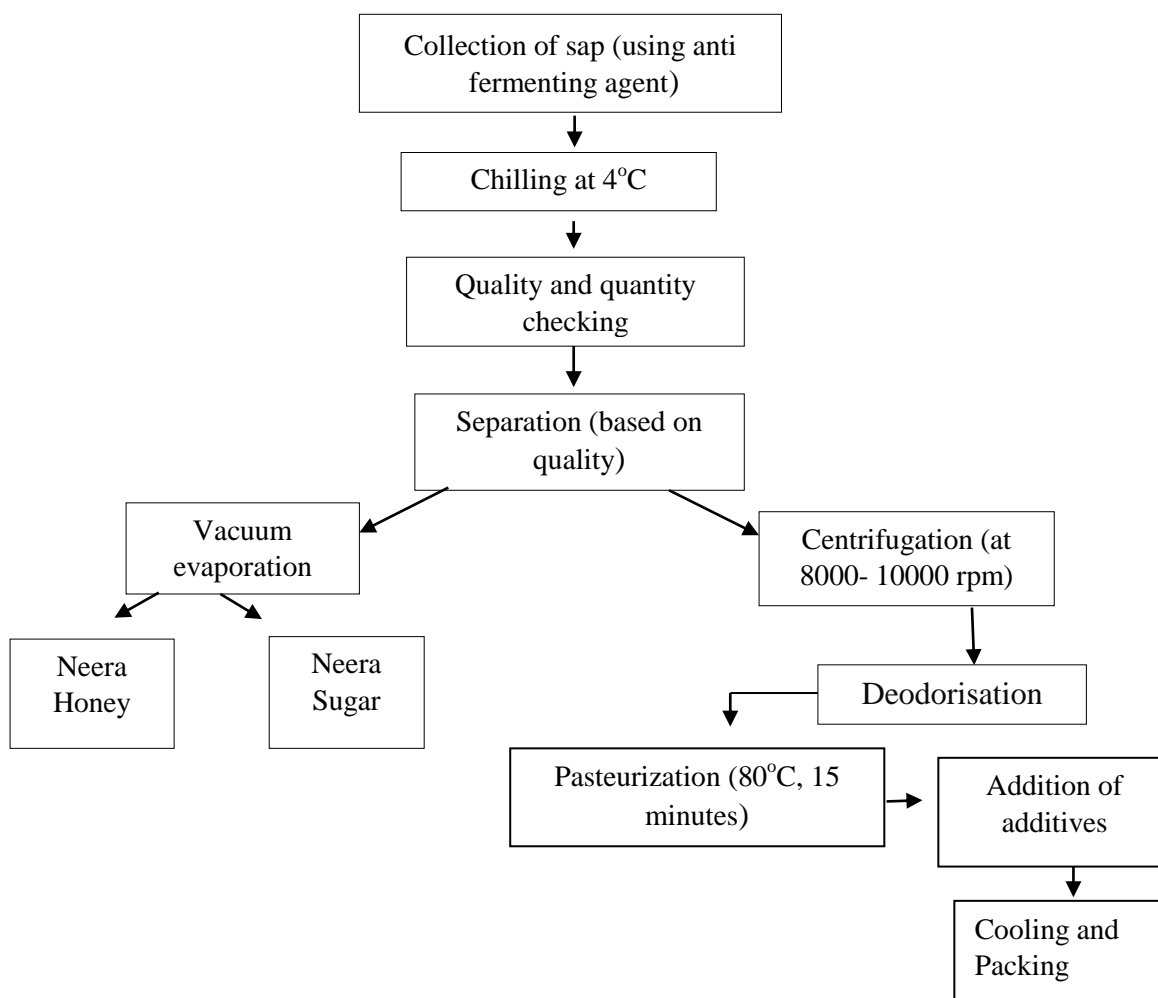 Collection of sap (using anti
fermenting agent)
Chilling at 4°C
Quality and quantity
checking
Separation (based on
quality)
Vacuum
evaporation
Centrifugation (at
8000- 10000 rpm)
Neera
Honey
Neera
Sugar
Deodorisation
Pasteurization (80°C, 15
minutes)
Addition of
additives
Cooling and
Packing